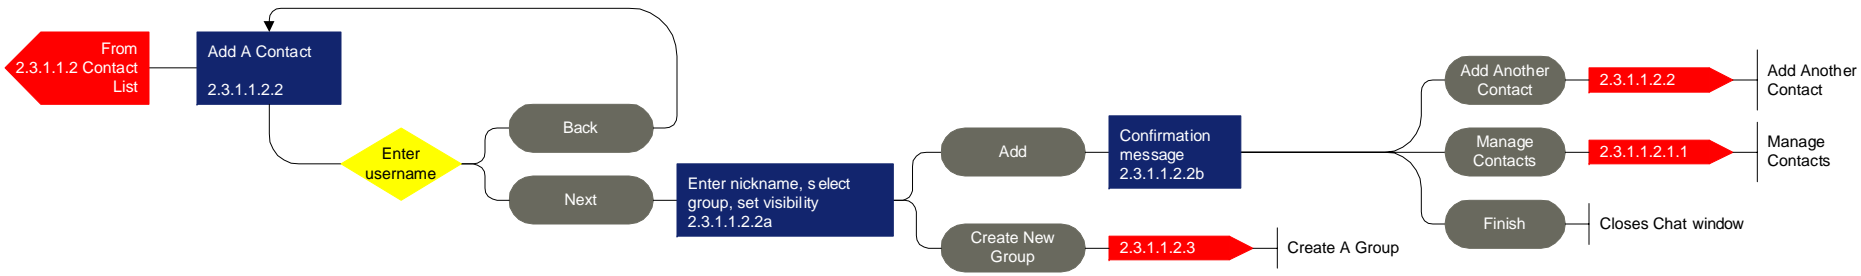 From
2.3.1.1.2 Contact
List
Add A Contact
2.3.1.1.2.2
Enter
username
Back
Next
Enter nickname, select
group, set visibility
2.3.1.1.2.2a
Add
Create New
Group
Confirmation
message
2.3.1.1.2.2b
2.3.1.1.2.3
Create A Group
Add Another
Contact
2.3.1.1.2.2
Add Another
Contact
Manage
Contacts
2.3.1.1.2.1.1
Manage
Contacts
Finish
Closes Chat window